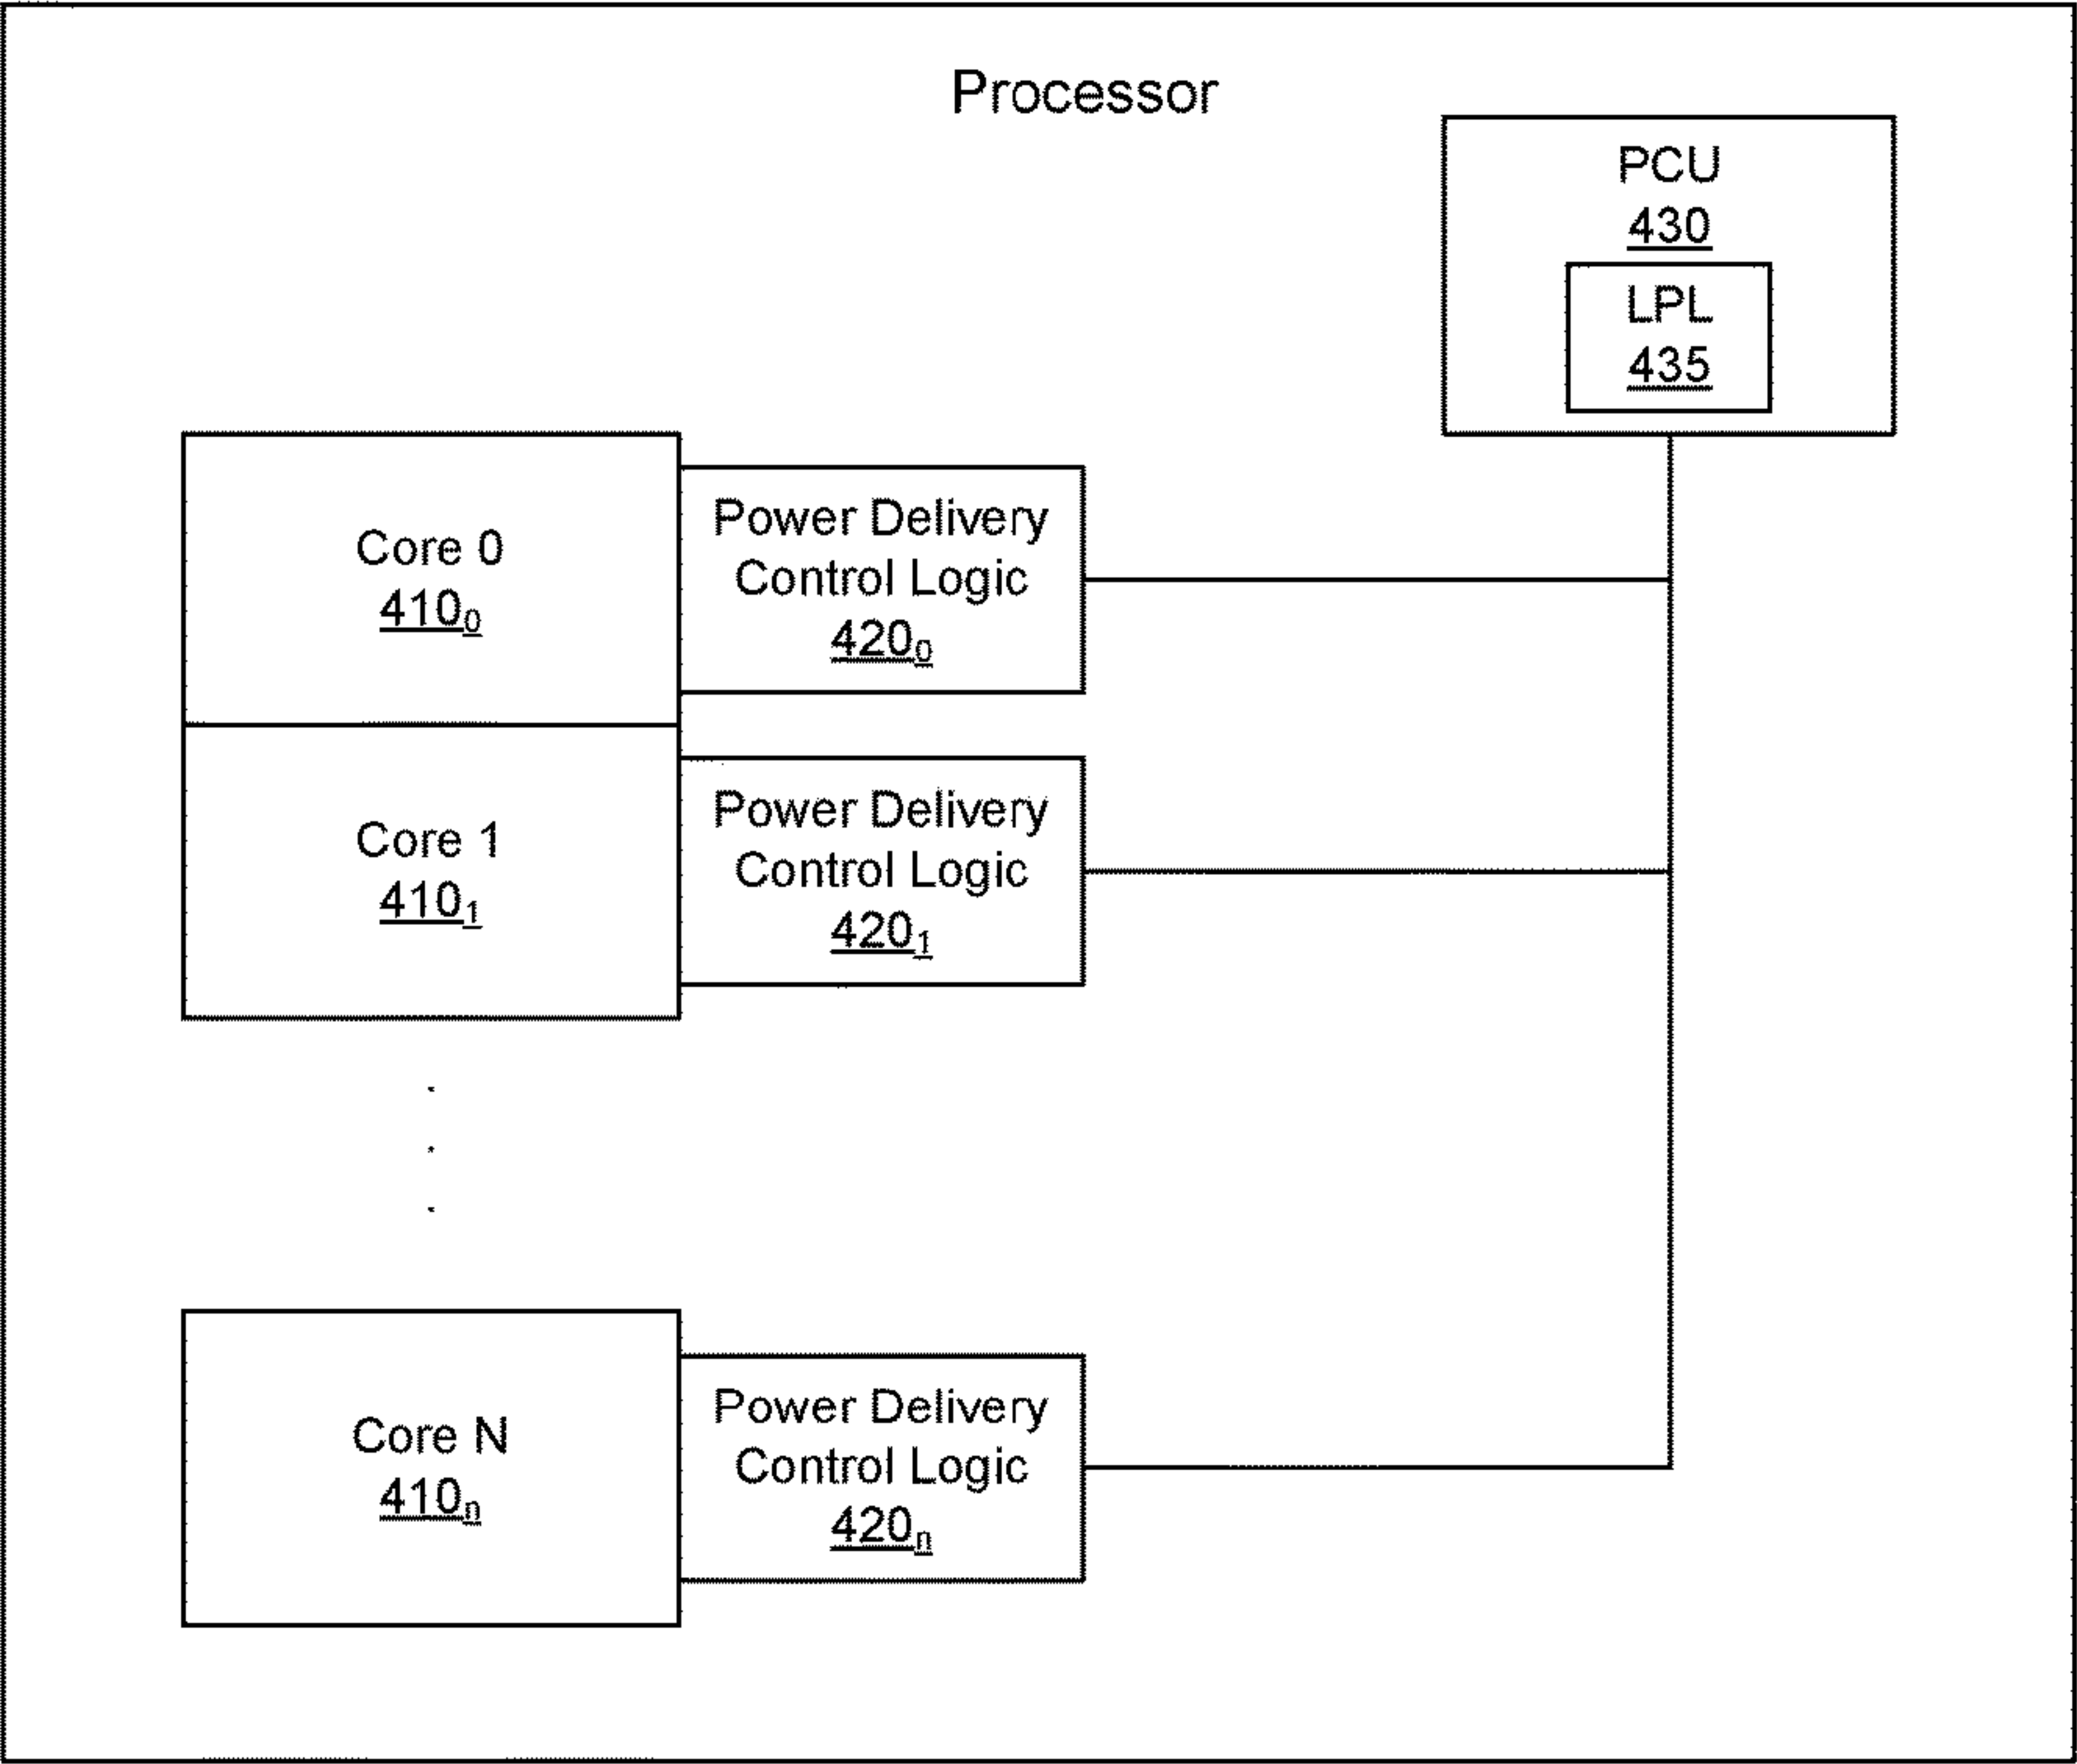 Processor
PCU
430
LPL
435
Core 0
410₀
Power Delivery
Control Logic
420₀
Core 1
410₁
Power Delivery
Control Logic
420₁
.
.
.
Core N
410ₙ
Power Delivery
Control Logic
420ₙ